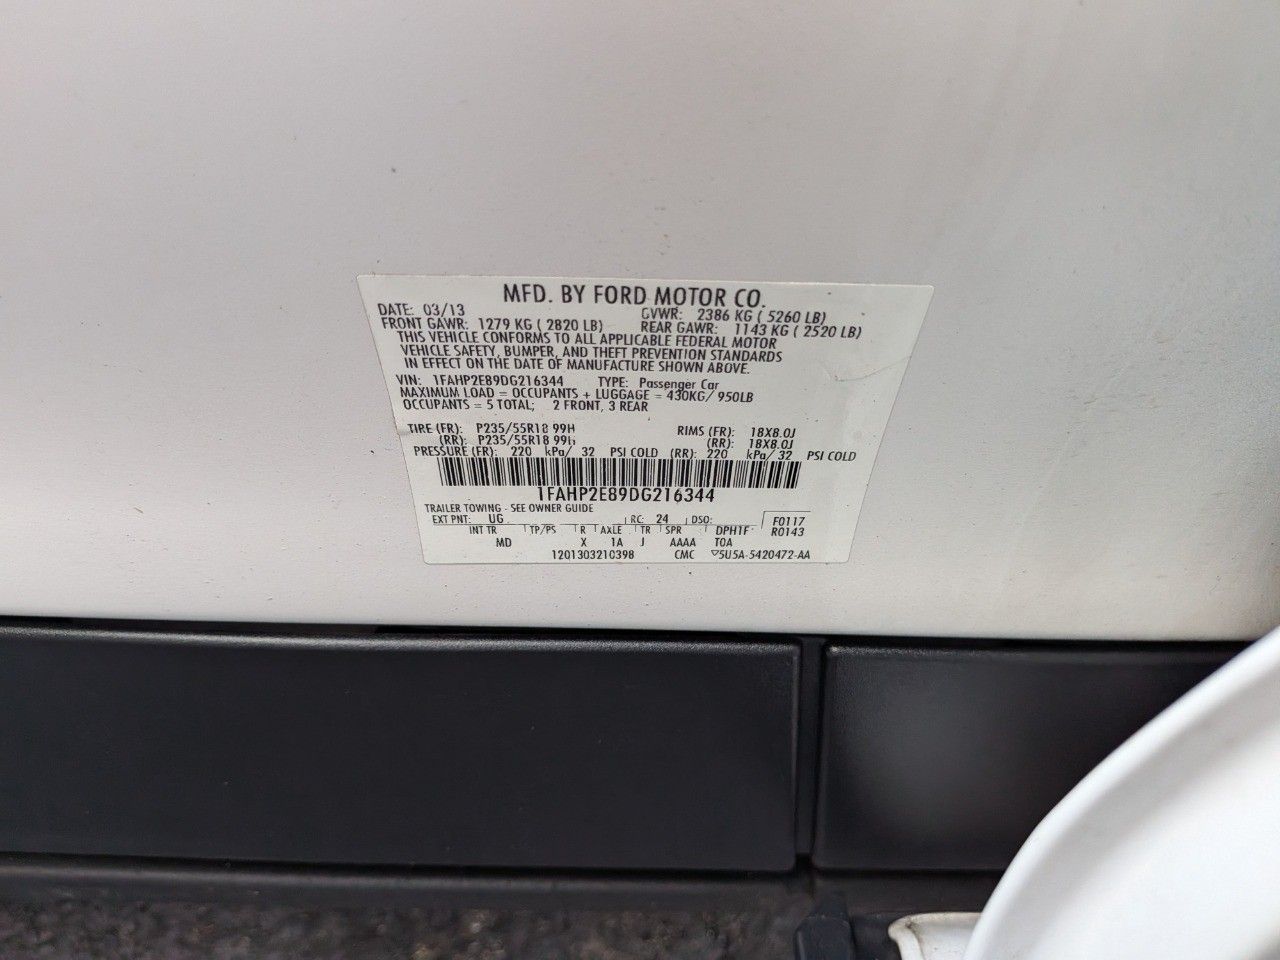 MFD. BY FORD MOTOR CO.
DATE: 03/13 GVWR: 2386 KG ( 5260 LB)
FRONT GAWR: 1279 KG ( 2820 LB) REAR GAWR: 1143 KG ( 2520 LB)
THIS VEHICLE CONFORMS TO ALL APPLICABLE FEDERAL MOTOR
VEHICLE SAFETY, BUMPER, AND THEFT PREVENTION STANDARDS
IN EFFECT ON THE DATE OF MANUFACTURE SHOWN ABOVE.
VIN: 1FAHP2E89DG216344 TYPE: Passenger Car
MAXIMUM LOAD = OCCUPANTS + LUGGAGE = 430KG/ 950LB
OCCUPANTS = 5 TOTAL; 2 FRONT, 3 REAR
TIRE (FR): P235/55R18 99H RIMS (FR): 18X8.0J
(RR): P235/55R18 99H (RR): 18X8.0J
PRESSURE (FR): 220 kPa/ 32 PSI COLD (RR): 220 kPa/ 32 PSI COLD
1FAHP2E89DG216344
TRAILER TOWING - SEE OWNER GUIDE
EXT PNT: UG RC: 24 DSO: F0117
INT TR TP/PS R AXLE TR SPR DPH1F R0143
MD X 1A J AAAA T0A
1201303210398 CMC ▽5U5A-5420472-AA